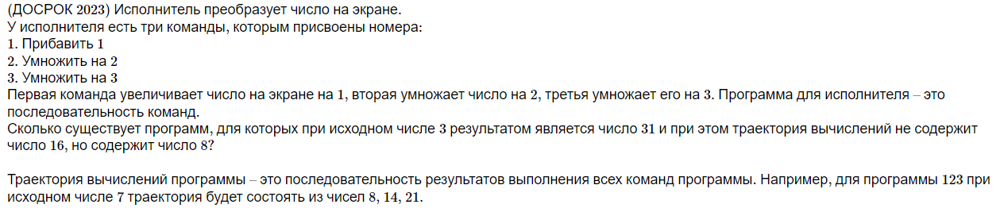 (ДОСРОК 2023) Исполнитель преобразует число на экране.
У исполнителя есть три команды, которым присвоены номера:
1. Прибавить 1
2. Умножить на 2
3. Умножить на 3
Первая команда увеличивает число на экране на 1, вторая умножает число на 2, третья умножает его на 3. Программа для исполнителя – это
последовательность команд.
Сколько существует программ, для которых при исходном числе 3 результатом является число 31 и при этом траектория вычислений не содержит
число 16, но содержит число 8?
Траектория вычислений программы – это последовательность результатов выполнения всех команд программы. Например, для программы 123 при
исходном числе 7 траектория будет состоять из чисел 8, 14, 21.